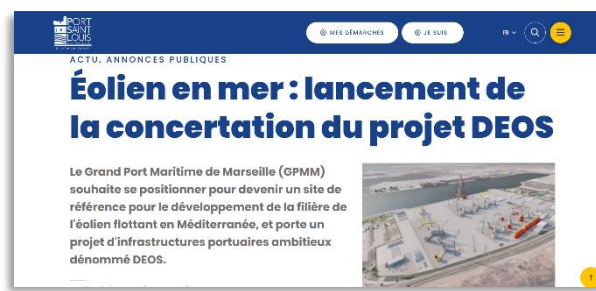 PORT
SAINT
LOUIS
MES DÉMARCHES
JE SUIS
FR
ACTU, ANNONCES PUBLIQUES
Éolien en mer : lancement de
la concertation du projet DEOS
Le Grand Port Maritime de Marseille (GPMM)
souhaite se positionner pour devenir un site de
référence pour le développement de la filière de
l'éolien flottant en Méditerranée, et porte un
projet d'infrastructures portuaires ambitieux
dénommé DEOS.